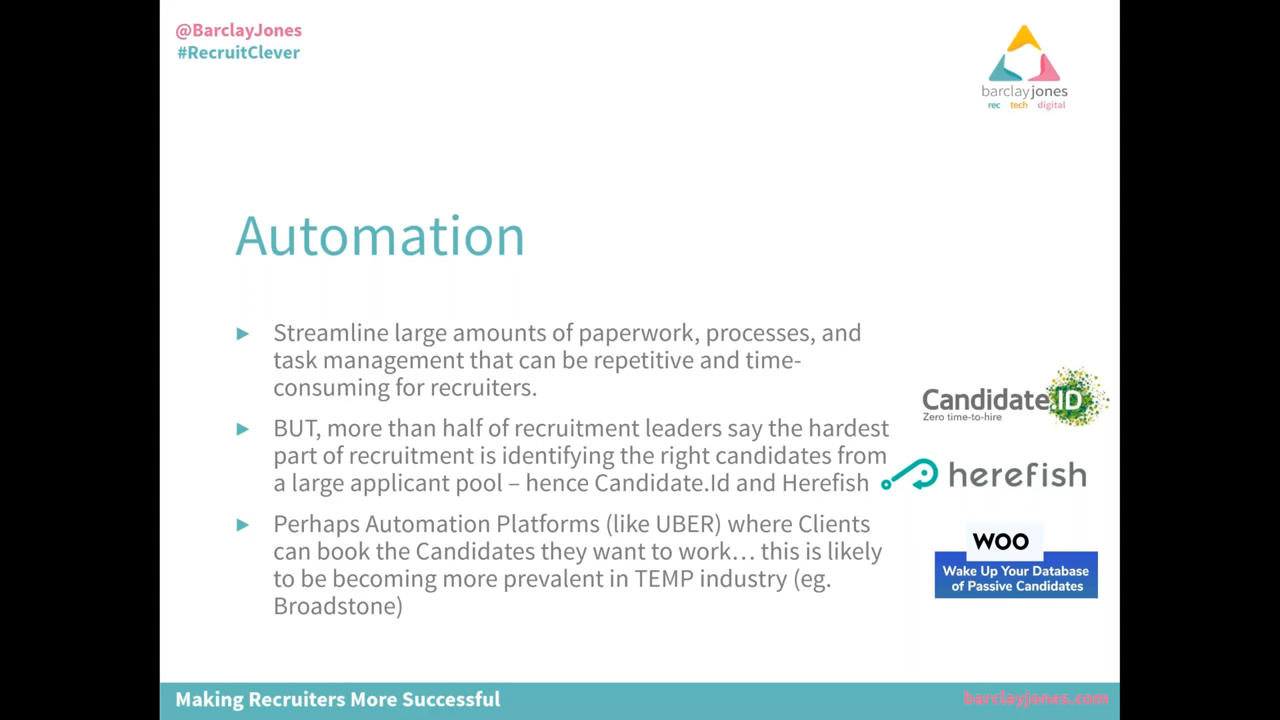 @BarclayJones
#RecruitClever
barclayjones
rec tech digital
Automation
Streamline large amounts of paperwork, processes, and
task management that can be repetitive and time-
consuming for recruiters.
BUT, more than half of recruitment leaders say the hardest
part of recruitment is identifying the right candidates from
a large applicant pool – hence Candidate.Id and Herefish
Perhaps Automation Platforms (like UBER) where Clients
can book the Candidates they want to work… this is likely
to be becoming more prevalent in TEMP industry (eg.
Broadstone)
Candidate.ID
Zero time-to-hire
herefish
WOO
Wake Up Your Database
of Passive Candidates
Making Recruiters More Successful
barclayjones.com